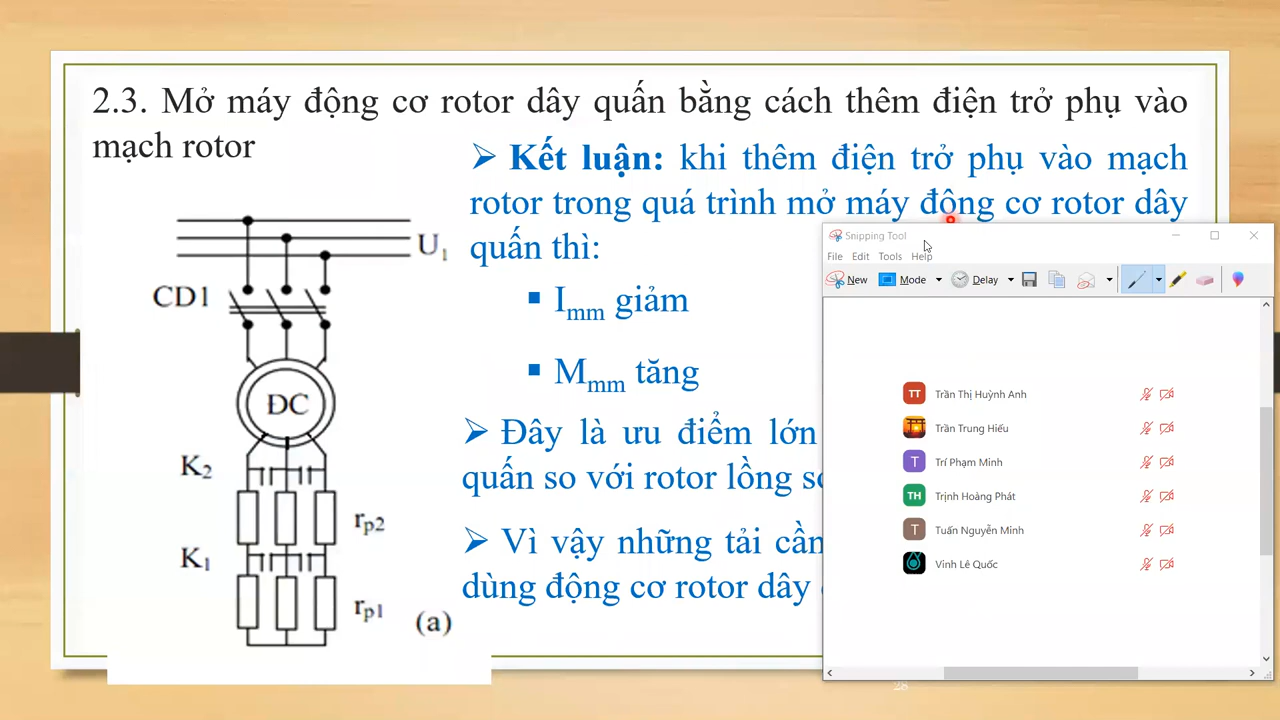 2.3. Mở máy động cơ rotor dây quấn bằng cách thêm điện trở phụ vào
mạch rotor
➢ Kết luận: khi thêm điện trở phụ vào mạch
rotor trong quá trình mở máy động cơ rotor dây
quấn thì:
▪ Imm giảm
▪ Mmm tăng
➢ Đây là ưu điểm lớn
quấn so với rotor lồng
➢ Vì vậy những tải cần
dùng động cơ rotor dây
U1
CD1
ĐC
K2
rp2
K1
rp1
(a)
Snipping Tool
File Edit Tools Help
New Mode Delay
TT Trần Thị Huỳnh Anh
Trần Trung Hiếu
T Trí Phạm Minh
TH Trịnh Hoàng Phát
T Tuấn Nguyễn Minh
Vinh Lê Quốc
28